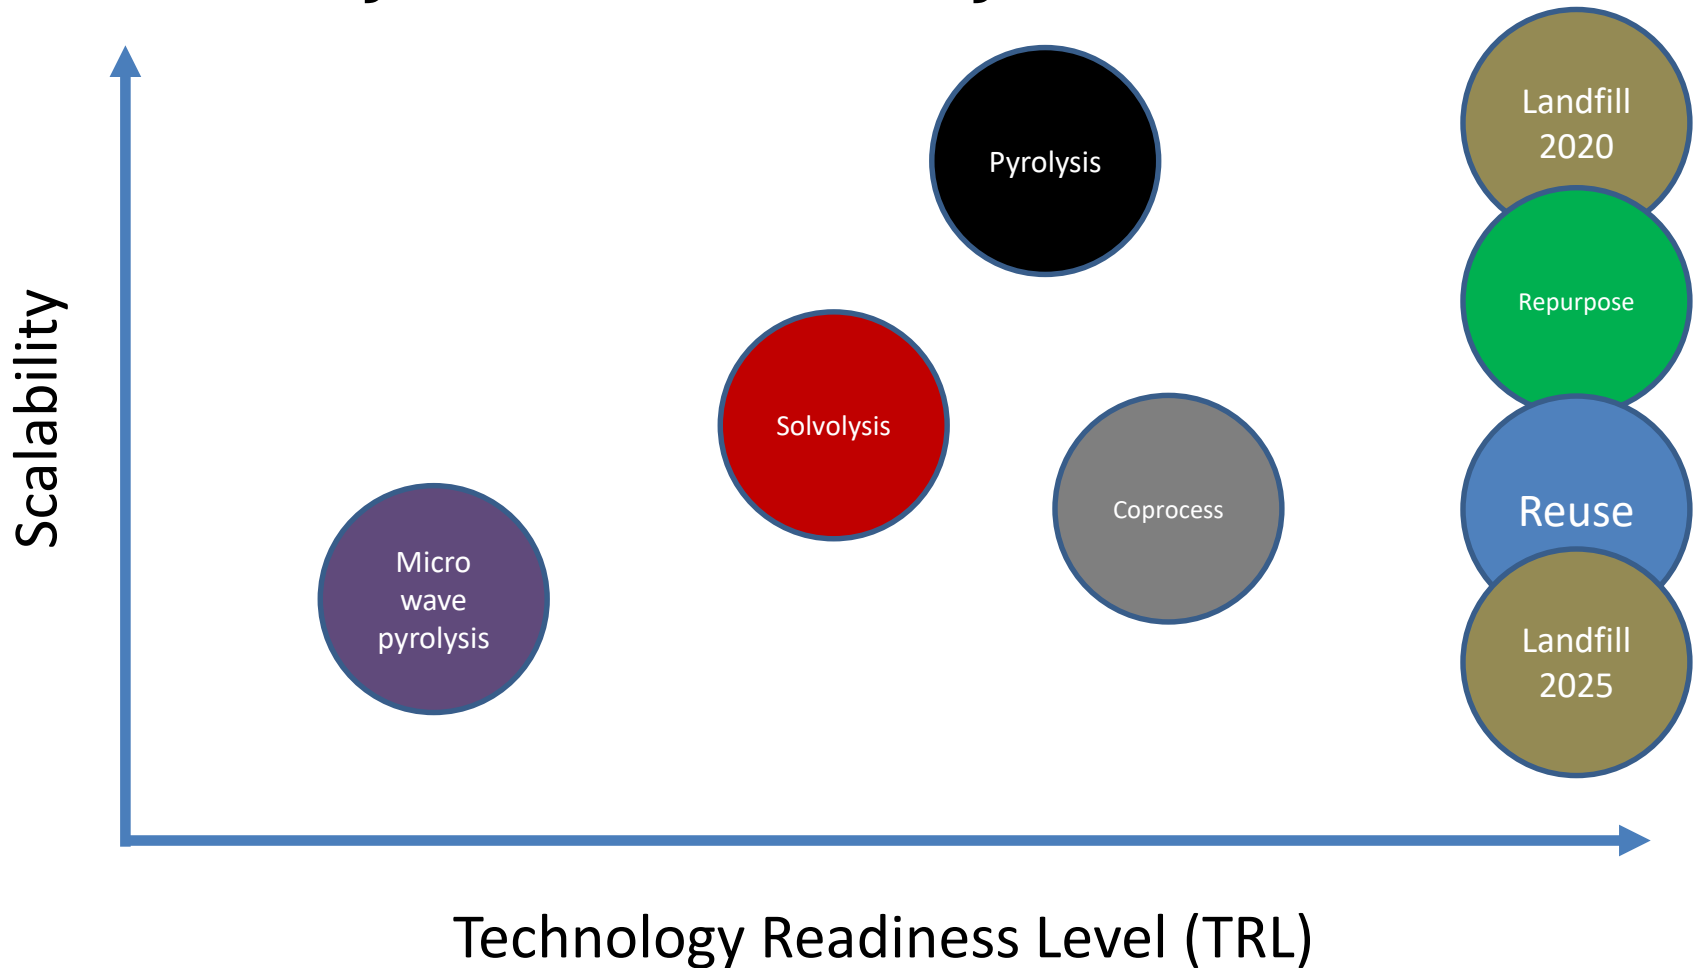 Landfill
2020
Pyrolysis
Repurpose
Scalability
Solvolysis
Coprocess
Reuse
Micro
wave
pyrolysis
Landfill
2025
Technology Readiness Level (TRL)